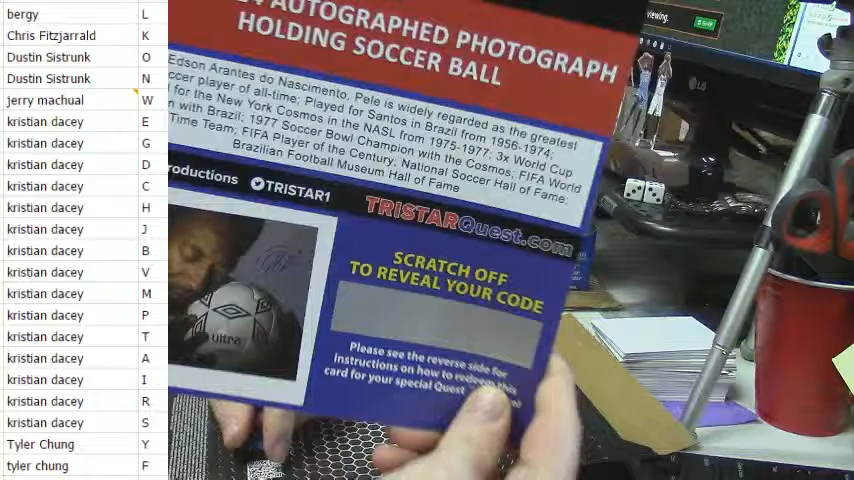 bergy L
Chris Fitzjarrald K
Dustin Sistrunk O
Dustin Sistrunk N
jerry machual W
kristian dacey E
kristian dacey G
kristian dacey D
kristian dacey C
kristian dacey H
kristian dacey J
kristian dacey B
kristian dacey V
kristian dacey M
kristian dacey P
kristian dacey T
kristian dacey A
kristian dacey I
kristian dacey R
kristian dacey S
Tyler Chung Y
tyler chung F
AUTOGRAPHED PHOTOGRAPH
HOLDING SOCCER BALL
Edson Arantes do Nascimento, Pele is widely regarded as the greatest
ccer player of all-time; Played for Santos in Brazil from 1956-1974;
for the New York Cosmos in the NASL from 1975-1977; 3x World Cup
n with Brazil; 1977 Soccer Bowl Champion with the Cosmos; FIFA World
Time Team; FIFA Player of the Century; National Soccer Hall of Fame;
Brazilian Football Museum Hall of Fame
roductions TRISTAR1 TRISTARQuest.com
SCRATCH OFF
TO REVEAL YOUR CODE
Please see the reverse side for
instructions on how to redeem this
card for your special Quest
ultra
viewing.
LG